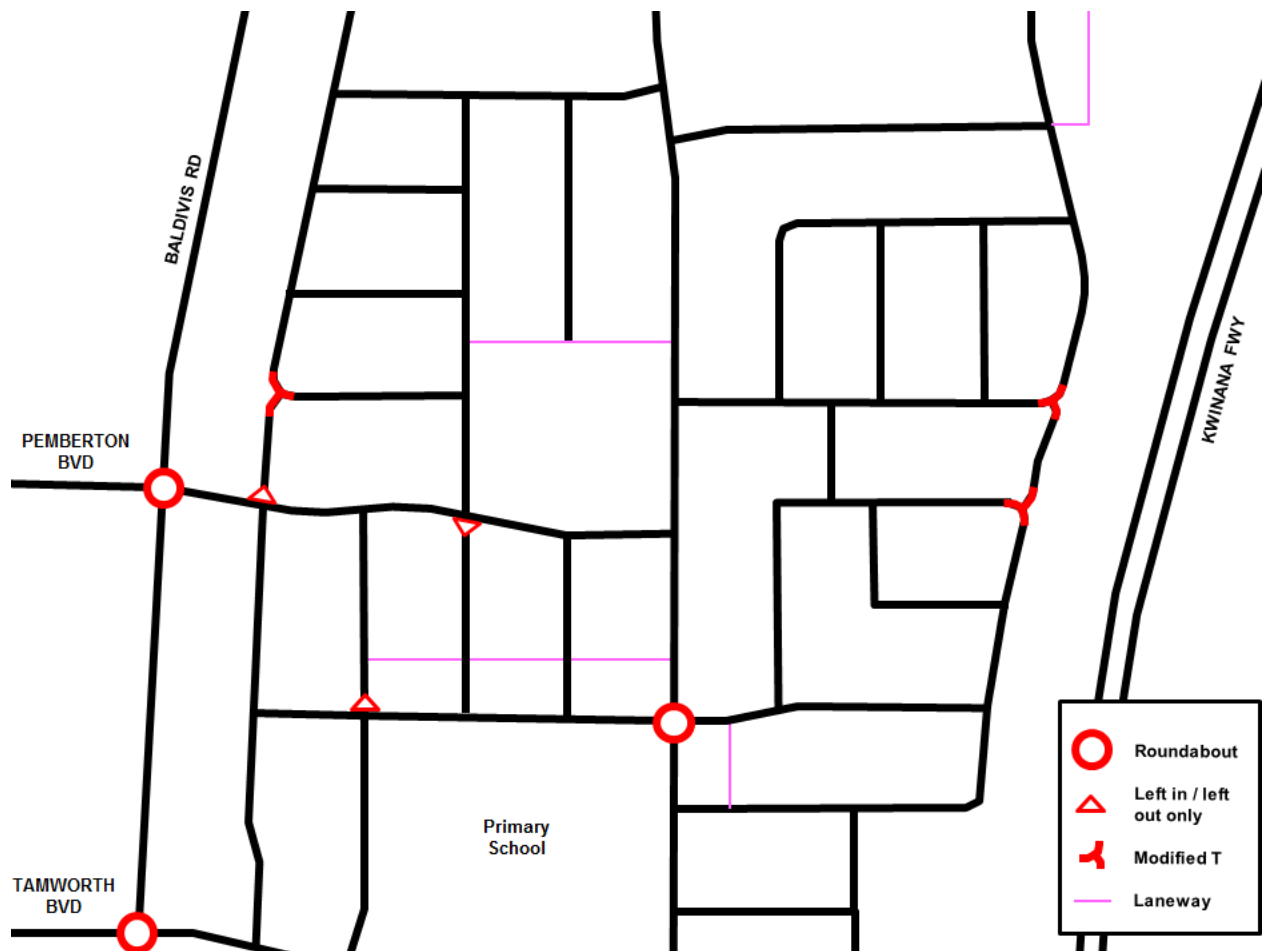 BALDIVIS RD
PEMBERTON
BVD
KWINANA FWY
Primary
School
TAMWORTH
BVD
Roundabout
Left in / left
out only
Modified T
Laneway